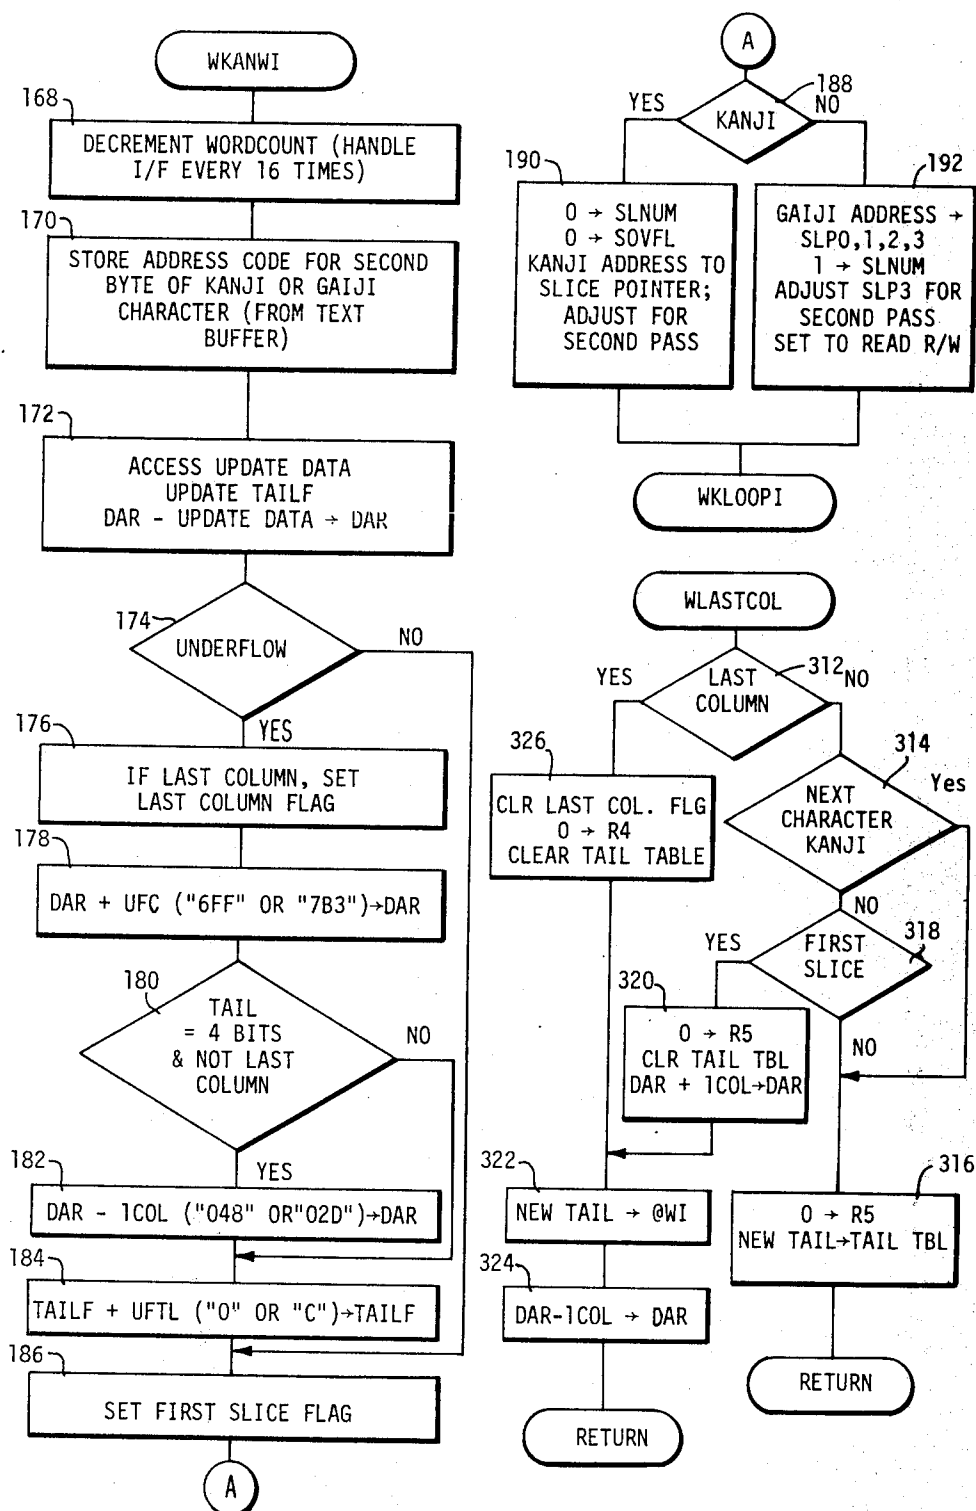 WKANWI
168
DECREMENT WORDCOUNT (HANDLE
I/F EVERY 16 TIMES)
170
STORE ADDRESS CODE FOR SECOND
BYTE OF KANJI OR GAIJI
CHARACTER (FROM TEXT
BUFFER)
172
ACCESS UPDATE DATA
UPDATE TAILF
DAR - UPDATE DATA → DAR
174
UNDERFLOW
NO
YES
176
IF LAST COLUMN, SET
LAST COLUMN FLAG
178
DAR + UFC ("6FF" OR "7B3")→DAR
180
TAIL
= 4 BITS
& NOT LAST
COLUMN
NO
YES
182
DAR - 1COL ("048" OR"02D")→DAR
184
TAILF + UFTL ("0" OR "C")→TAILF
186
SET FIRST SLICE FLAG
A
A
188
YES
KANJI
NO
190
0 → SLNUM
0 → SOVFL
KANJI ADDRESS TO
SLICE POINTER;
ADJUST FOR
SECOND PASS
192
GAIJI ADDRESS →
SLP0,1,2,3
1 → SLNUM
ADJUST SLP3 FOR
SECOND PASS
SET TO READ R/W
WKLOOPI
WLASTCOL
312
YES
LAST
COLUMN
NO
326
CLR LAST COL. FLG
0 → R4
CLEAR TAIL TABLE
314
NEXT
CHARACTER
KANJI
Yes
NO
318
YES
FIRST
SLICE
NO
320
0 → R5
CLR TAIL TBL
DAR + 1COL→DAR
322
NEW TAIL → @WI
324
DAR-1COL → DAR
RETURN
316
0 → R5
NEW TAIL→TAIL TBL
RETURN